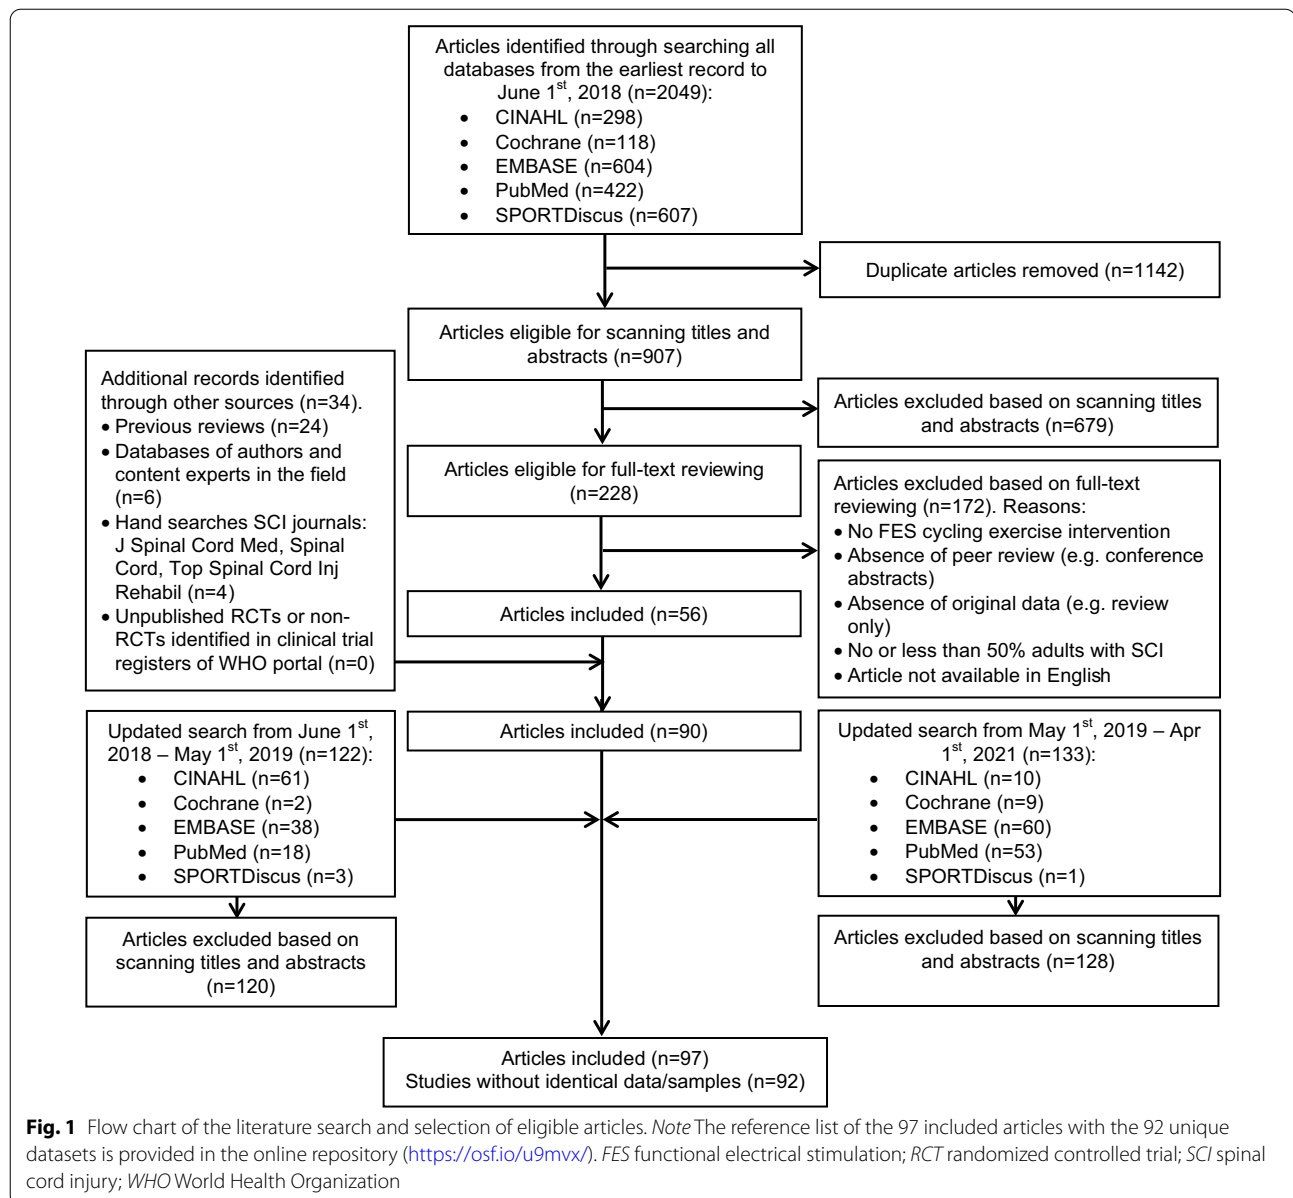 Articles identified through searching all
databases from the earliest record to
June 1st, 2018 (n=2049):
• CINAHL (n=298)
• Cochrane (n=118)
• EMBASE (n=604)
• PubMed (n=422)
• SPORTDiscus (n=607)
Duplicate articles removed (n=1142)
Articles eligible for scanning titles and
abstracts (n=907)
Additional records identified
through other sources (n=34).
• Previous reviews (n=24)
• Databases of authors and
content experts in the field
(n=6)
• Hand searches SCI journals:
J Spinal Cord Med, Spinal
Cord, Top Spinal Cord Inj
Rehabil (n=4)
• Unpublished RCTs or non-
RCTs identified in clinical trial
registers of WHO portal (n=0)
Articles excluded based on scanning titles
and abstracts (n=679)
Articles eligible for full-text reviewing
(n=228)
Articles excluded based on full-text
reviewing (n=172). Reasons:
• No FES cycling exercise intervention
• Absence of peer review (e.g. conference
abstracts)
• Absence of original data (e.g. review
only)
• No or less than 50% adults with SCI
• Article not available in English
Articles included (n=56)
Articles included (n=90)
Updated search from June 1st,
2018 – May 1st, 2019 (n=122):
• CINAHL (n=61)
• Cochrane (n=2)
• EMBASE (n=38)
• PubMed (n=18)
• SPORTDiscus (n=3)
Updated search from May 1st, 2019 – Apr
1st, 2021 (n=133):
• CINAHL (n=10)
• Cochrane (n=9)
• EMBASE (n=60)
• PubMed (n=53)
• SPORTDiscus (n=1)
Articles excluded based on
scanning titles and abstracts
(n=120)
Articles excluded based on scanning titles
and abstracts (n=128)
Articles included (n=97)
Studies without identical data/samples (n=92)
Fig. 1 Flow chart of the literature search and selection of eligible articles. Note The reference list of the 97 included articles with the 92 unique
datasets is provided in the online repository (https://osf.io/u9mvx/). FES functional electrical stimulation; RCT randomized controlled trial; SCI spinal
cord injury; WHO World Health Organization